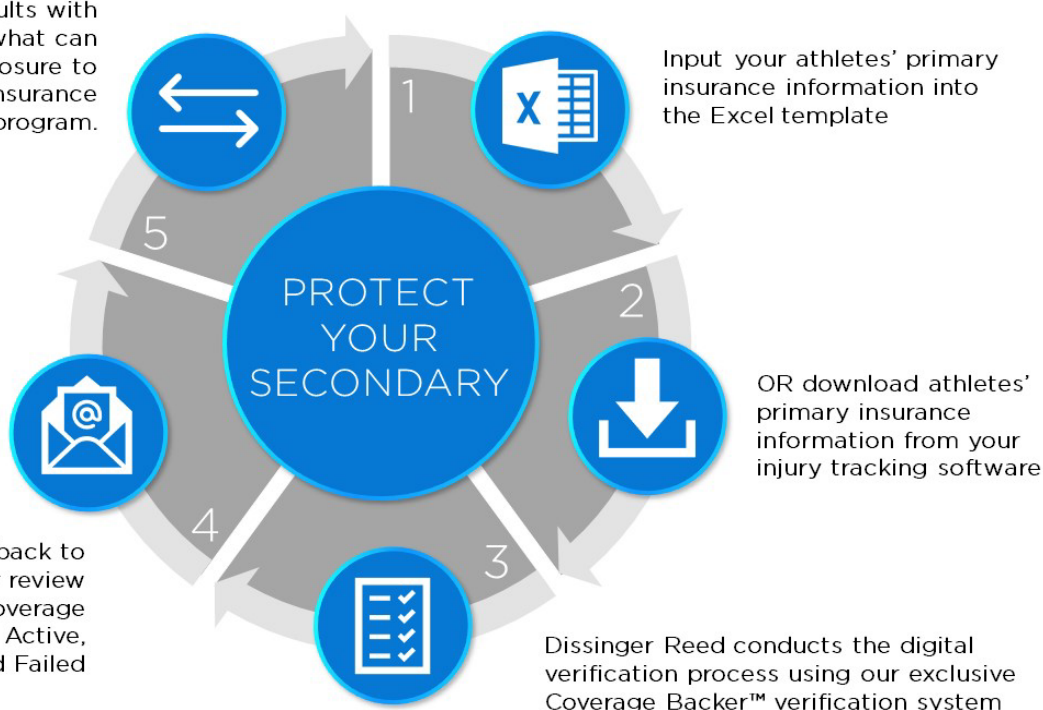 1
Input your athletes' primary
insurance information into
the Excel template
2
OR download athletes'
primary insurance
information from your
injury tracking software
3
Dissinger Reed conducts the digital
verification process using our exclusive
Coverage Backer™ verification system
4
back to
review
overage
Active,
Failed
5
with
what can
osure to
nsurance
program.
PROTECT
YOUR
SECONDARY
X
@